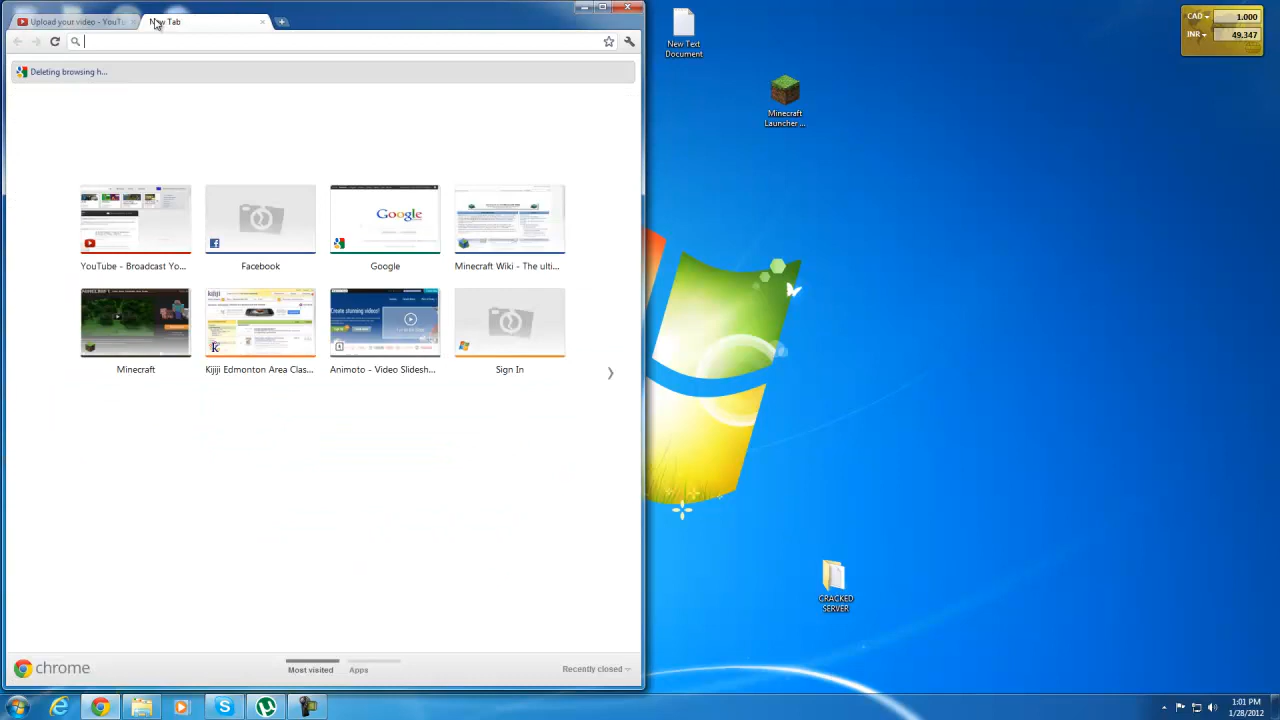 Upload your video - YouTu
New Tab
Deleting browsing h...
YouTube - Broadcast Yo...
Facebook
Google
Minecraft Wiki - The ulti...
Minecraft
Kijiji Edmonton Area Clas...
Animoto - Video Slidesh...
Sign In
chrome
Most visited
Apps
Recently closed
New Text
Document
Minecraft
Launcher ...
CRACKED
SERVER
CAD 1.000
INR 49.347
1:01 PM
1/28/2012